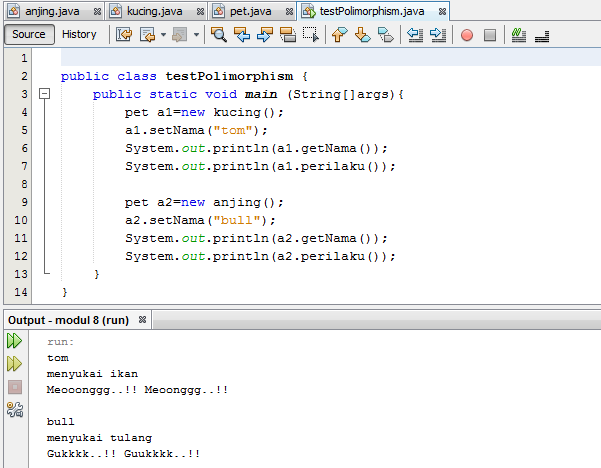 anjing.java kucing.java pet.java testPolimorphism.java
Source History
1
2 public class testPolimorphism {
3 public static void main (String[]args){
4 pet a1=new kucing();
5 a1.setNama("tom");
6 System.out.println(a1.getNama());
7 System.out.println(a1.perilaku());
8
9 pet a2=new anjing();
10 a2.setNama("bull");
11 System.out.println(a2.getNama());
12 System.out.println(a2.perilaku());
13 }
14 }
Output - modul 8 (run)
run:
tom
menyukai ikan
Meooonggg..!! Meoonggg..!!
bull
menyukai tulang
Gukkkk..!! Guukkkk..!!